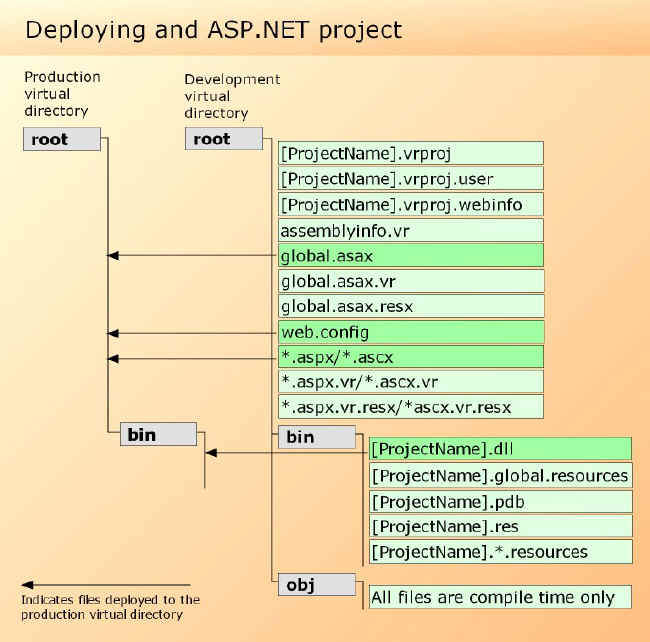 Deploying and ASP.NET project
Production
virtual
directory
Development
virtual
directory
root
root
[ProjectName].vrproj
[ProjectName].vrproj.user
[ProjectName].vrproj.webinfo
assemblyinfo.vr
global.asax
global.asax.vr
global.asax.resx
web.config
*.aspx/*.ascx
*.aspx.vr/*.ascx.vr
*.aspx.vr.resx/*ascx.vr.resx
bin
bin
[ProjectName].dll
[ProjectName].global.resources
[ProjectName].pdb
[ProjectName].res
[ProjectName].*.resources
obj
All files are compile time only
Indicates files deployed to the
production virtual directory